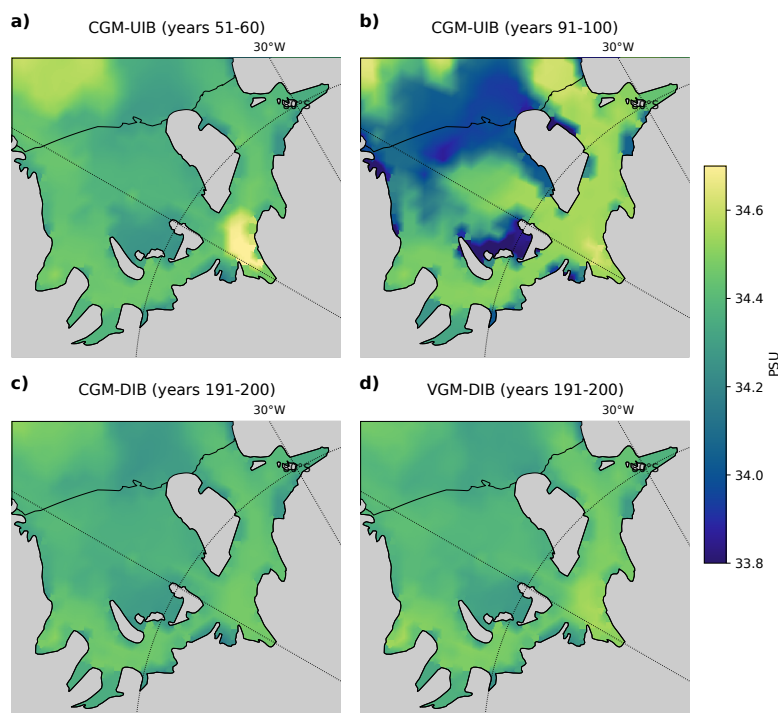 a)
CGM-UIB (years 51-60)
30°W
b)
CGM-UIB (years 91-100)
30°W
34.6
34.4
34.2
34.0
33.8
PSU
c)
CGM-DIB (years 191-200)
30°W
d)
VGM-DIB (years 191-200)
30°W